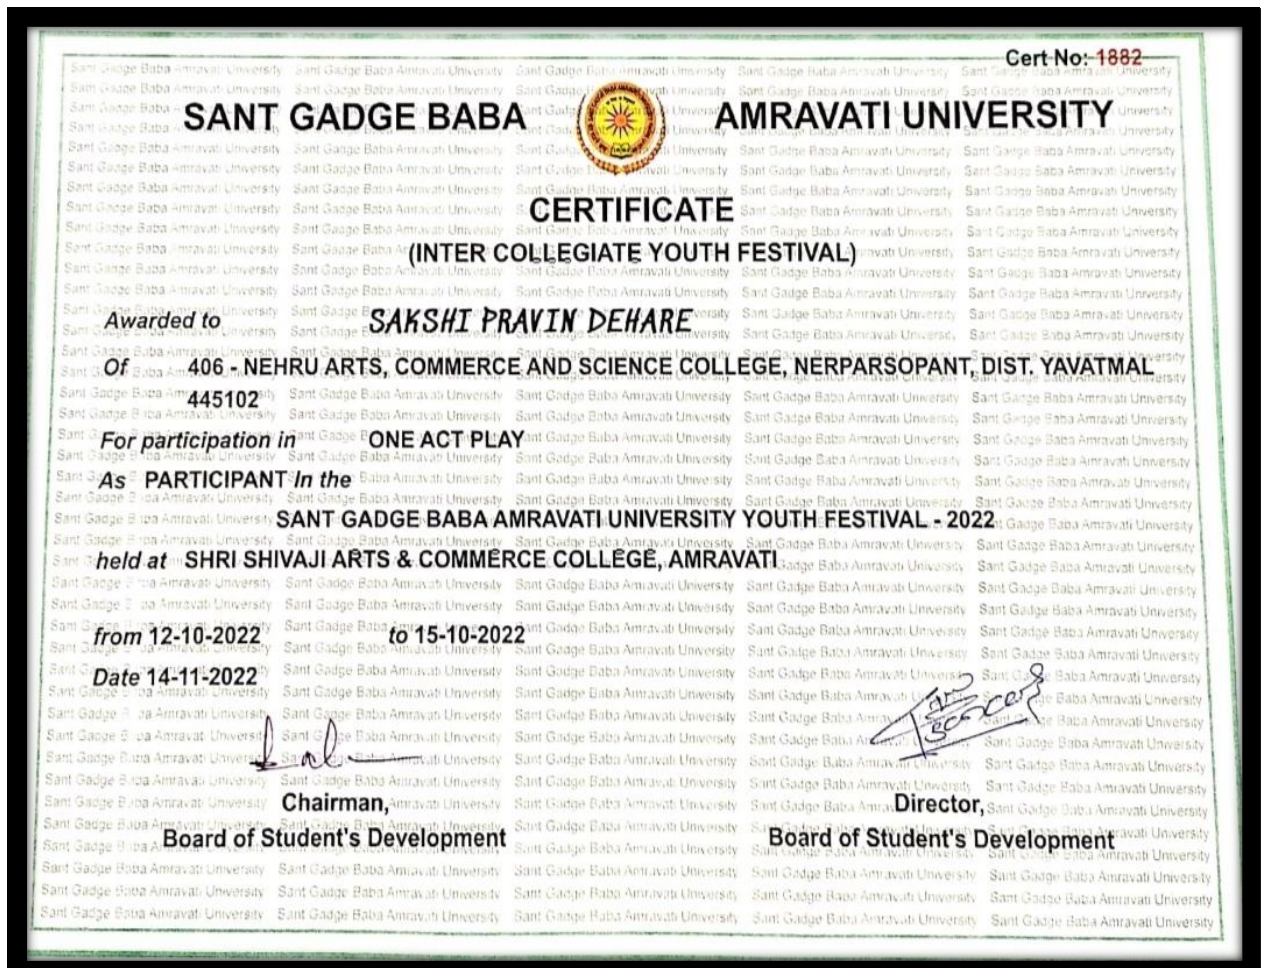 Cert No: 1882
SANT GADGE BABA AMRAVATI UNIVERSITY
CERTIFICATE
(INTER COLLEGIATE YOUTH FESTIVAL)
Awarded to SAKSHI PRAVIN DEHARE
Of 406 - NEHRU ARTS, COMMERCE AND SCIENCE COLLEGE, NERPARSOPANT, DIST. YAVATMAL
445102
For participation in ONE ACT PLAY
As PARTICIPANT In the
SANT GADGE BABA AMRAVATI UNIVERSITY YOUTH FESTIVAL - 2022
held at SHRI SHIVAJI ARTS & COMMERCE COLLEGE, AMRAVATI
from 12-10-2022 to 15-10-2022
Date 14-11-2022
Chairman, Director,
Board of Student's Development Board of Student's Development